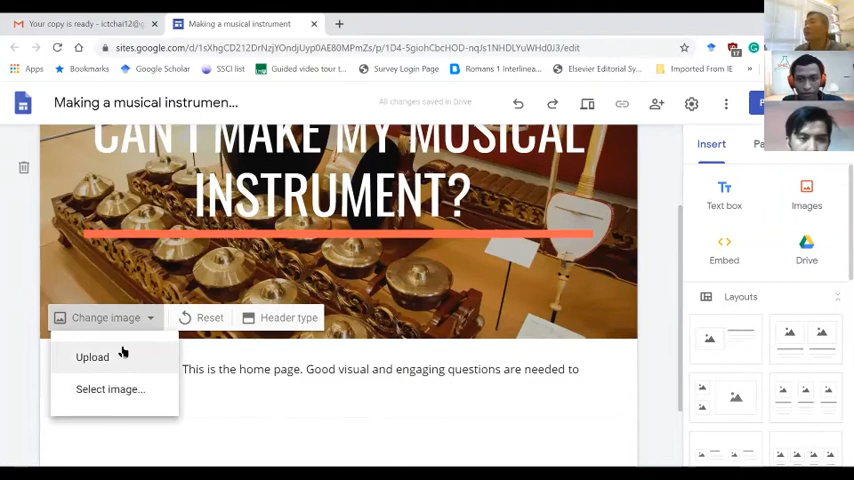 Your copy is ready - ictchai12@g
Making a musical instrument
sites.google.com/d/1sXhgCD212DrNzjYOndjUyp0AE80MPmZs/p/1D4-5giohCbcHOD-nqJs1NHDLYuWHd0J3/edit
17
Apps
Bookmarks
Google Scholar
SSCI list
Guided video tour t...
Survey Login Page
Romans 1 Interlinea...
Elsevier Editorial Sy...
Imported From IE
»
Making a musical instrumen...
All changes saved in Drive
CAN I MAKE MY MUSICAL
INSTRUMENT?
Insert
Pa
Text box
Images
Embed
Drive
Layouts
Change image
Reset
Header type
Upload
Select image...
This is the home page. Good visual and engaging questions are needed to